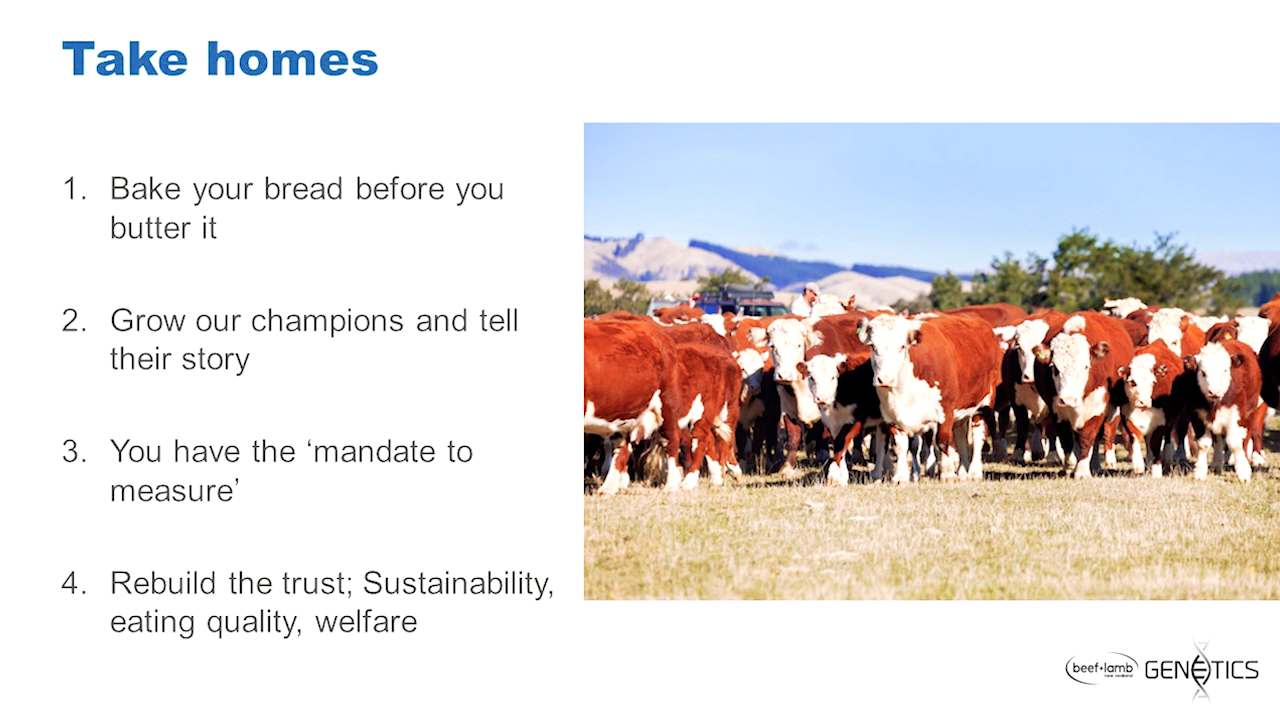 Take homes
1. Bake your bread before you
butter it
2. Grow our champions and tell
their story
3. You have the ‘mandate to
measure’
4. Rebuild the trust; Sustainability,
eating quality, welfare
beef+lamb
new zealand
GENETICS